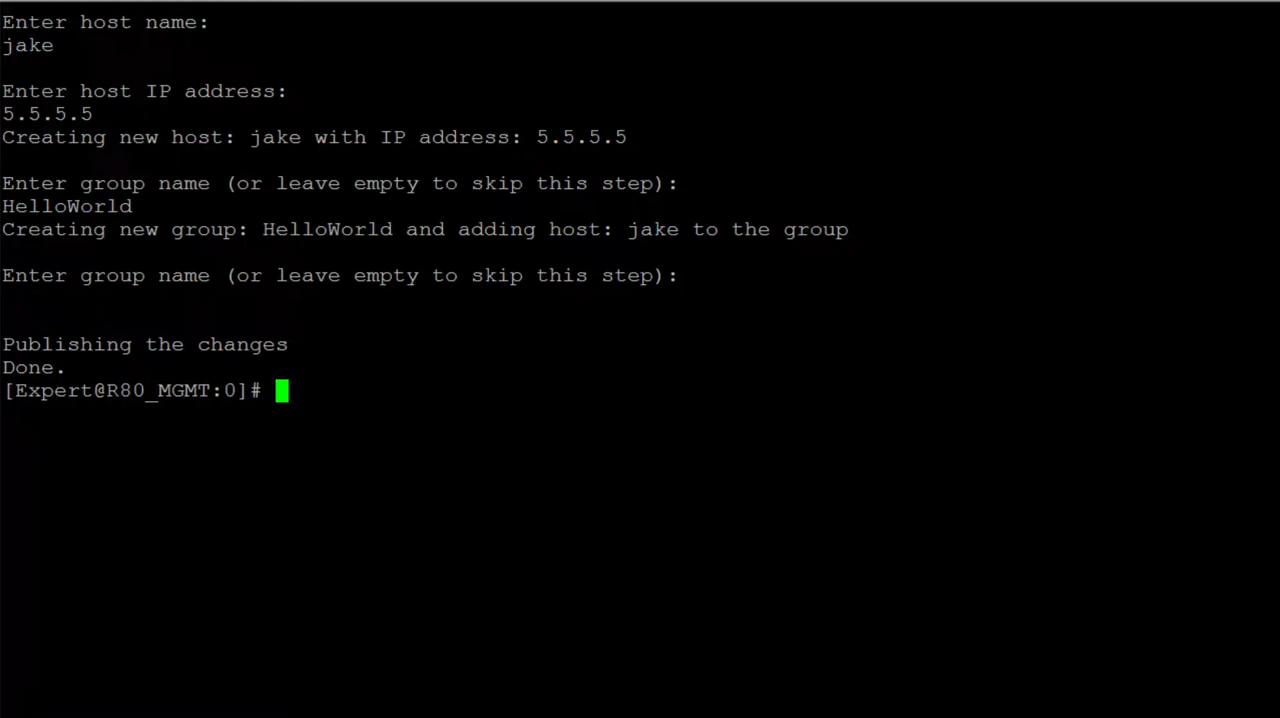 Enter host name:
jake
Enter host IP address:
5.5.5.5
Creating new host: jake with IP address: 5.5.5.5
Enter group name (or leave empty to skip this step):
HelloWorld
Creating new group: HelloWorld and adding host: jake to the group
Enter group name (or leave empty to skip this step):
Publishing the changes
Done.
[Expert@R80_MGMT:0]#